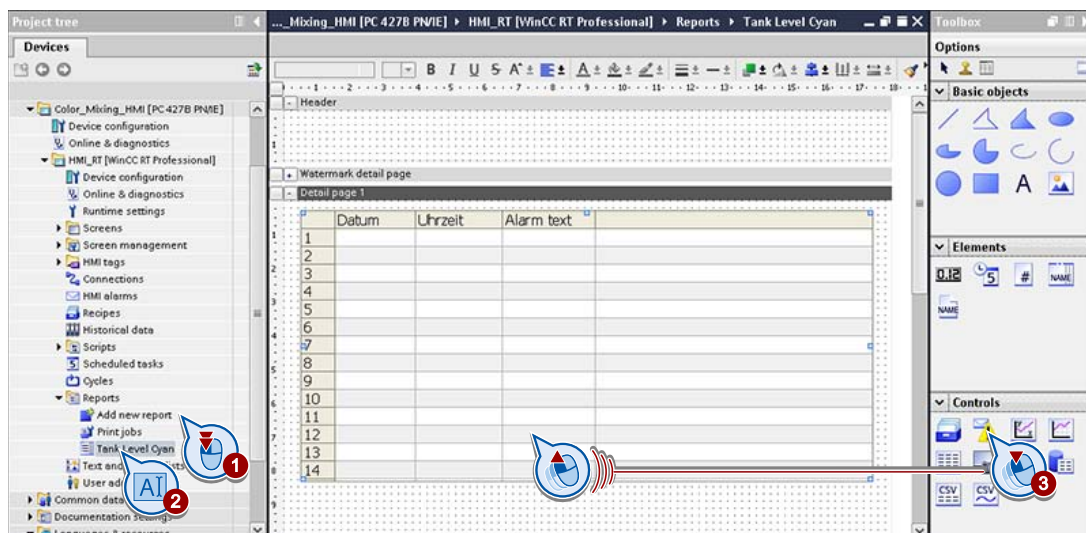 Project tree
Devices
Color_Mixing_HMI [PC 427B PN/IE]
Device configuration
Online & diagnostics
HMI_RT [WinCC RT Professional]
Device configuration
Online & diagnostics
Runtime settings
Screens
Screen management
HMI tags
Connections
HMI alarms
Recipes
Historical data
Scripts
Scheduled tasks
Cycles
Reports
Add new report
Print jobs
Tank Level Cyan
Text and
User ad
Common data
Documentation settings
1
AI
2
..._Mixing_HMI [PC 427B PN/IE] ▸ HMI_RT [WinCC RT Professional] ▸ Reports ▸ Tank Level Cyan
B I U S A
Header
Watermark detail page
Detail page 1
Datum Uhrzeit Alarm text
1
2
3
4
5
6
7
8
9
10
11
12
13
14
Toolbox
Options
Basic objects
A
Elements
0.12 5 # NAME
NAME
Controls
CSV CSV
3